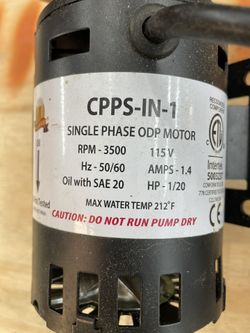 CPPS-IN-1
SINGLE PHASE ODP MOTOR
RPM - 3500 115V
Hz - 50/60 AMPS - 1.4
Oil with SAE 20 HP - 1/20
MAX WATER TEMP 212°F
CAUTION: DO NOT RUN PUMP DRY
Intertek